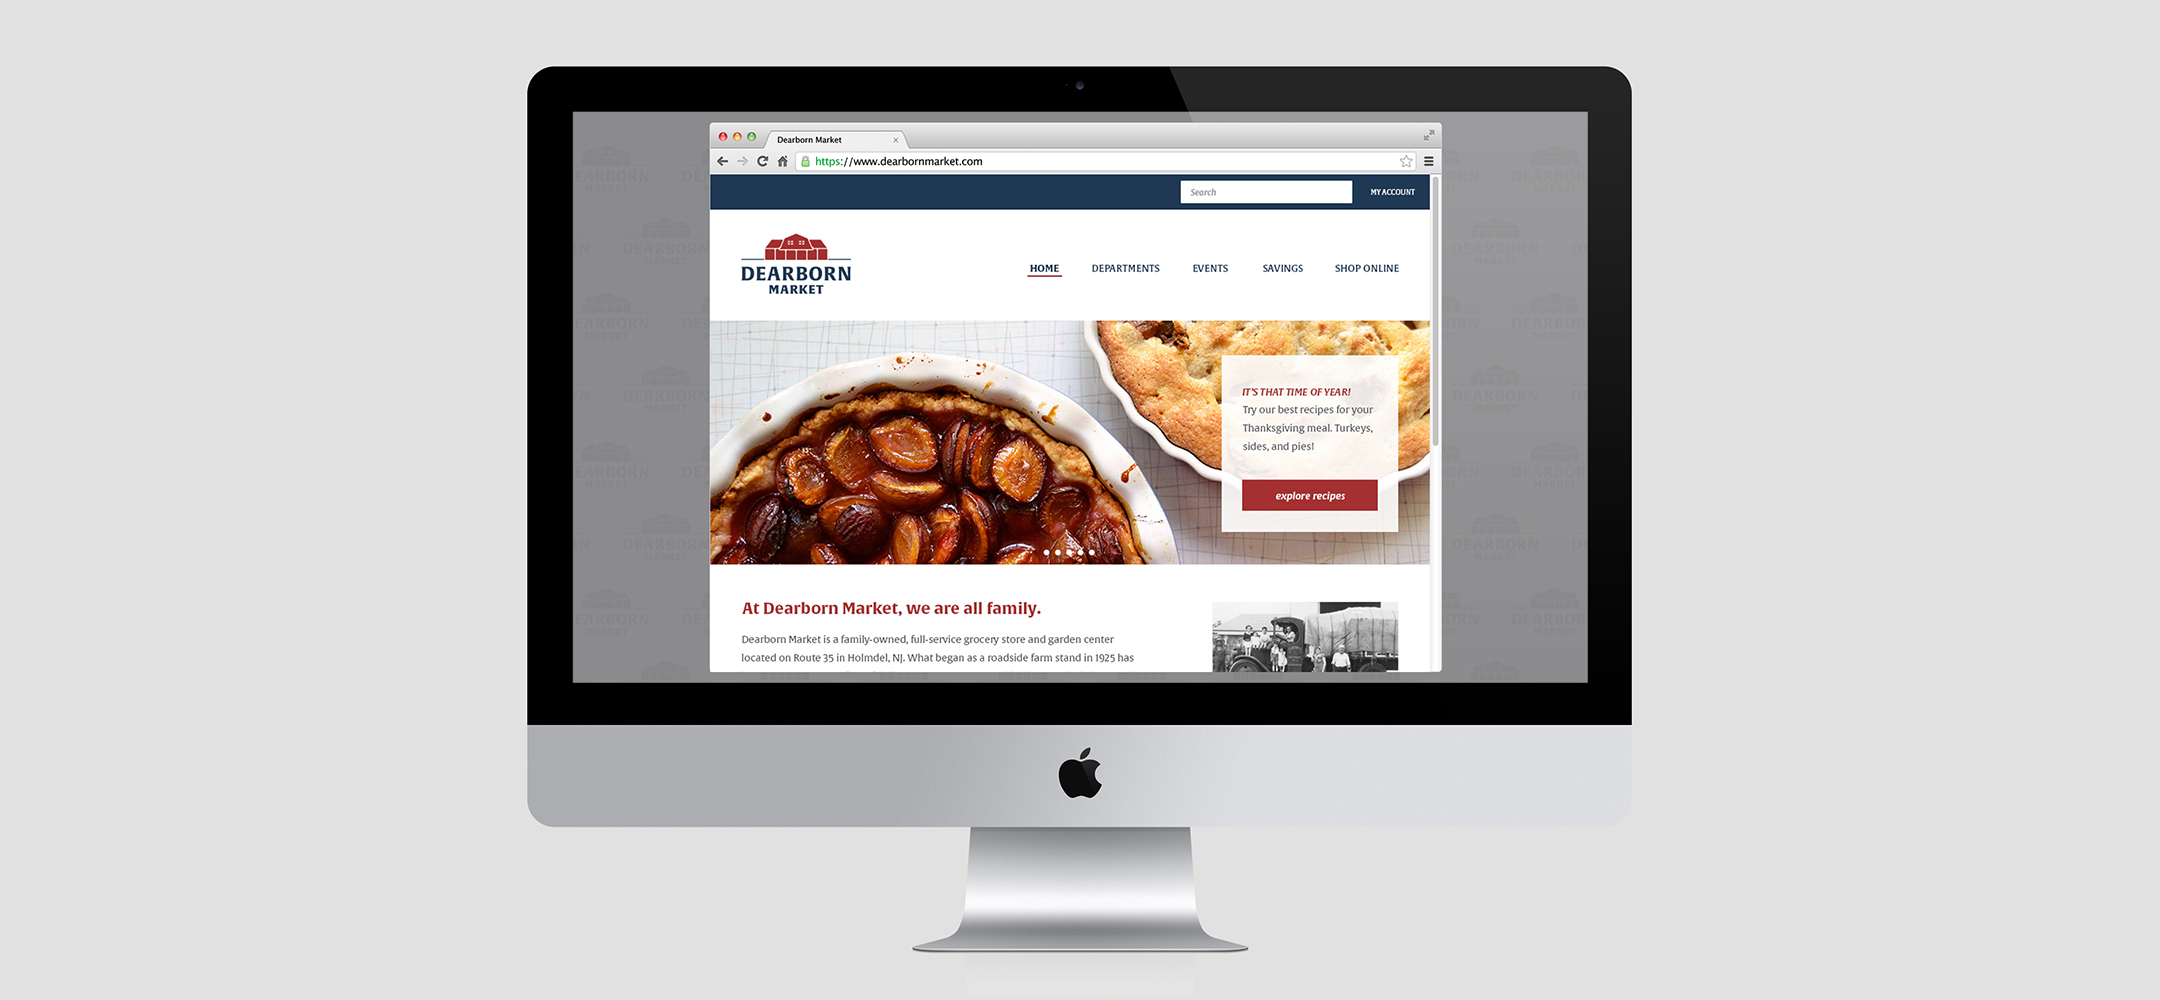 Dearborn Market
https://www.dearbornmarket.com
Search
MY ACCOUNT
DEARBORN
MARKET
HOME
DEPARTMENTS
EVENTS
SAVINGS
SHOP ONLINE
IT'S THAT TIME OF YEAR!
Try our best recipes for your
Thanksgiving meal. Turkeys,
sides, and pies!
explore recipes
At Dearborn Market, we are all family.
Dearborn Market is a family-owned, full-service grocery store and garden center
located on Route 35 in Holmdel, NJ. What began as a roadside farm stand in 1925 has